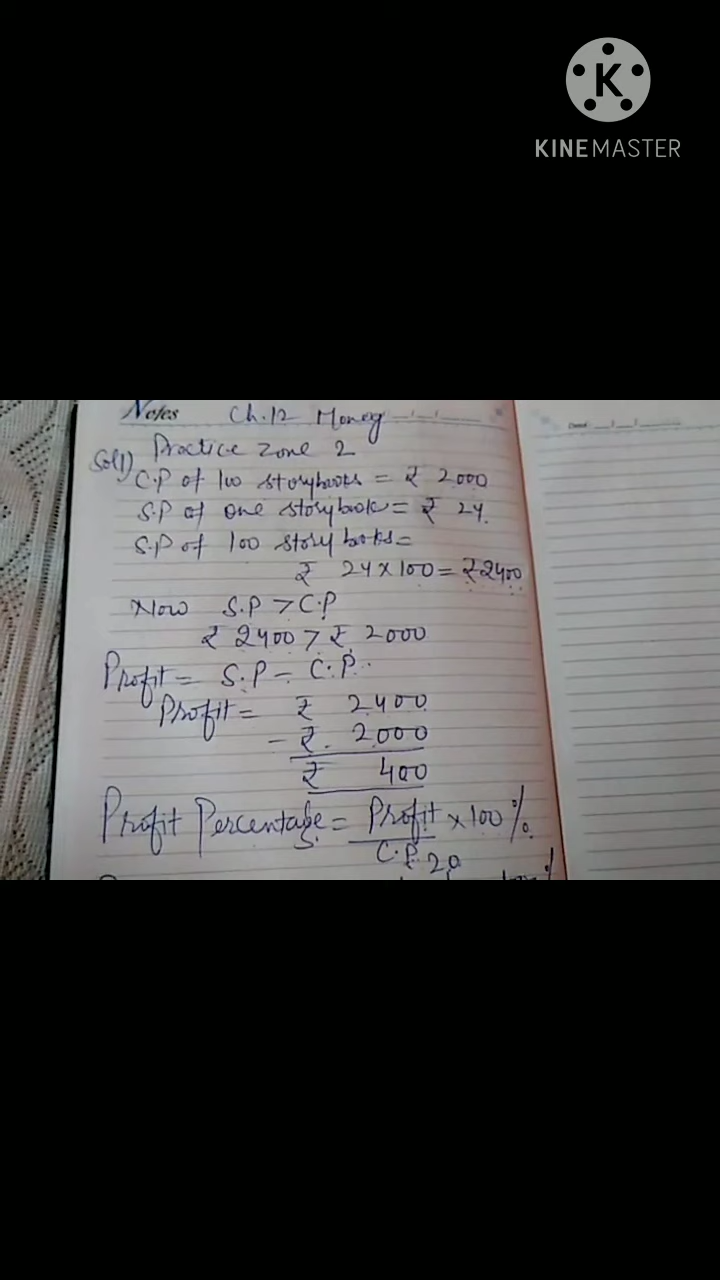 K
KINEMASTER
Notes Ch.12 Money
Sol1) Practice Zone 2
C.P of 100 storybooks = ₹ 2000
S.P of one storybook = ₹ 24.
S.P of 100 story books =
₹ 24 × 100 = ₹ 2400
Now S.P > C.P
₹ 2400 > ₹ 2000
Profit = S.P - C.P.
Profit = ₹ 2400
- ₹. 2000
₹ 400
Profit Percentage = Profit × 100 %
C.P. 20